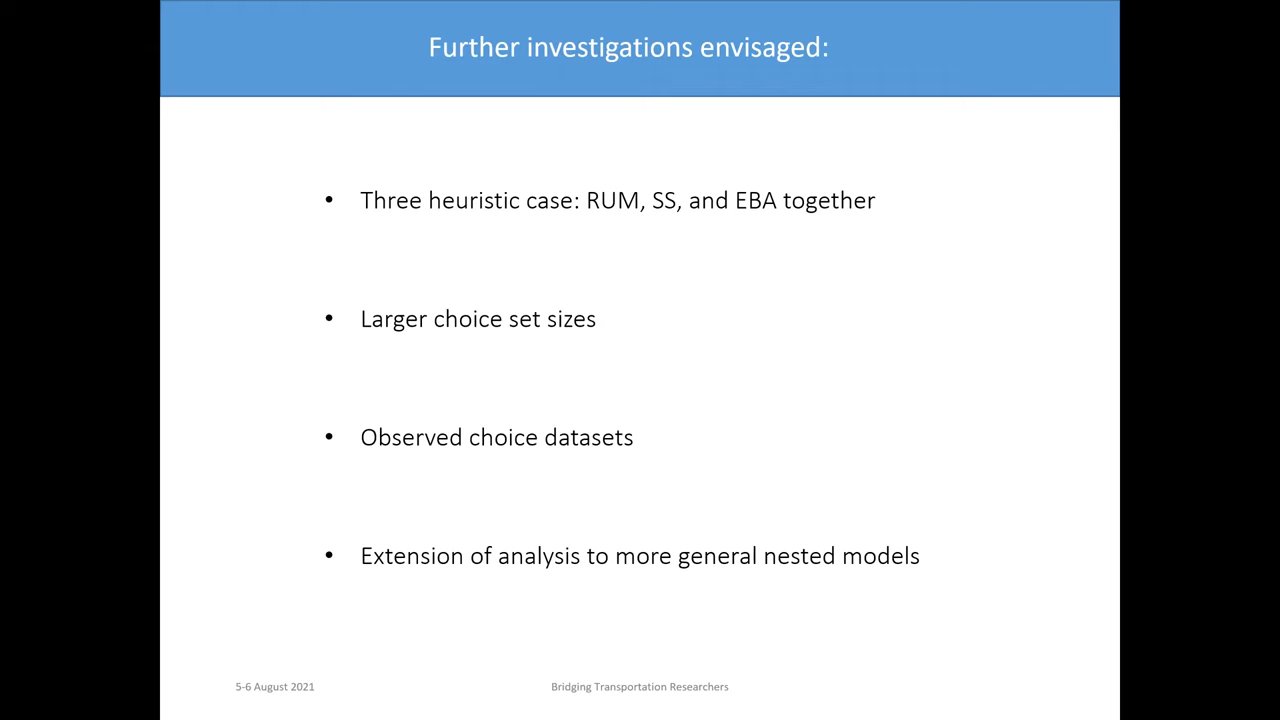 Further investigations envisaged:
• Three heuristic case: RUM, SS, and EBA together
• Larger choice set sizes
• Observed choice datasets
• Extension of analysis to more general nested models
5-6 August 2021
Bridging Transportation Researchers